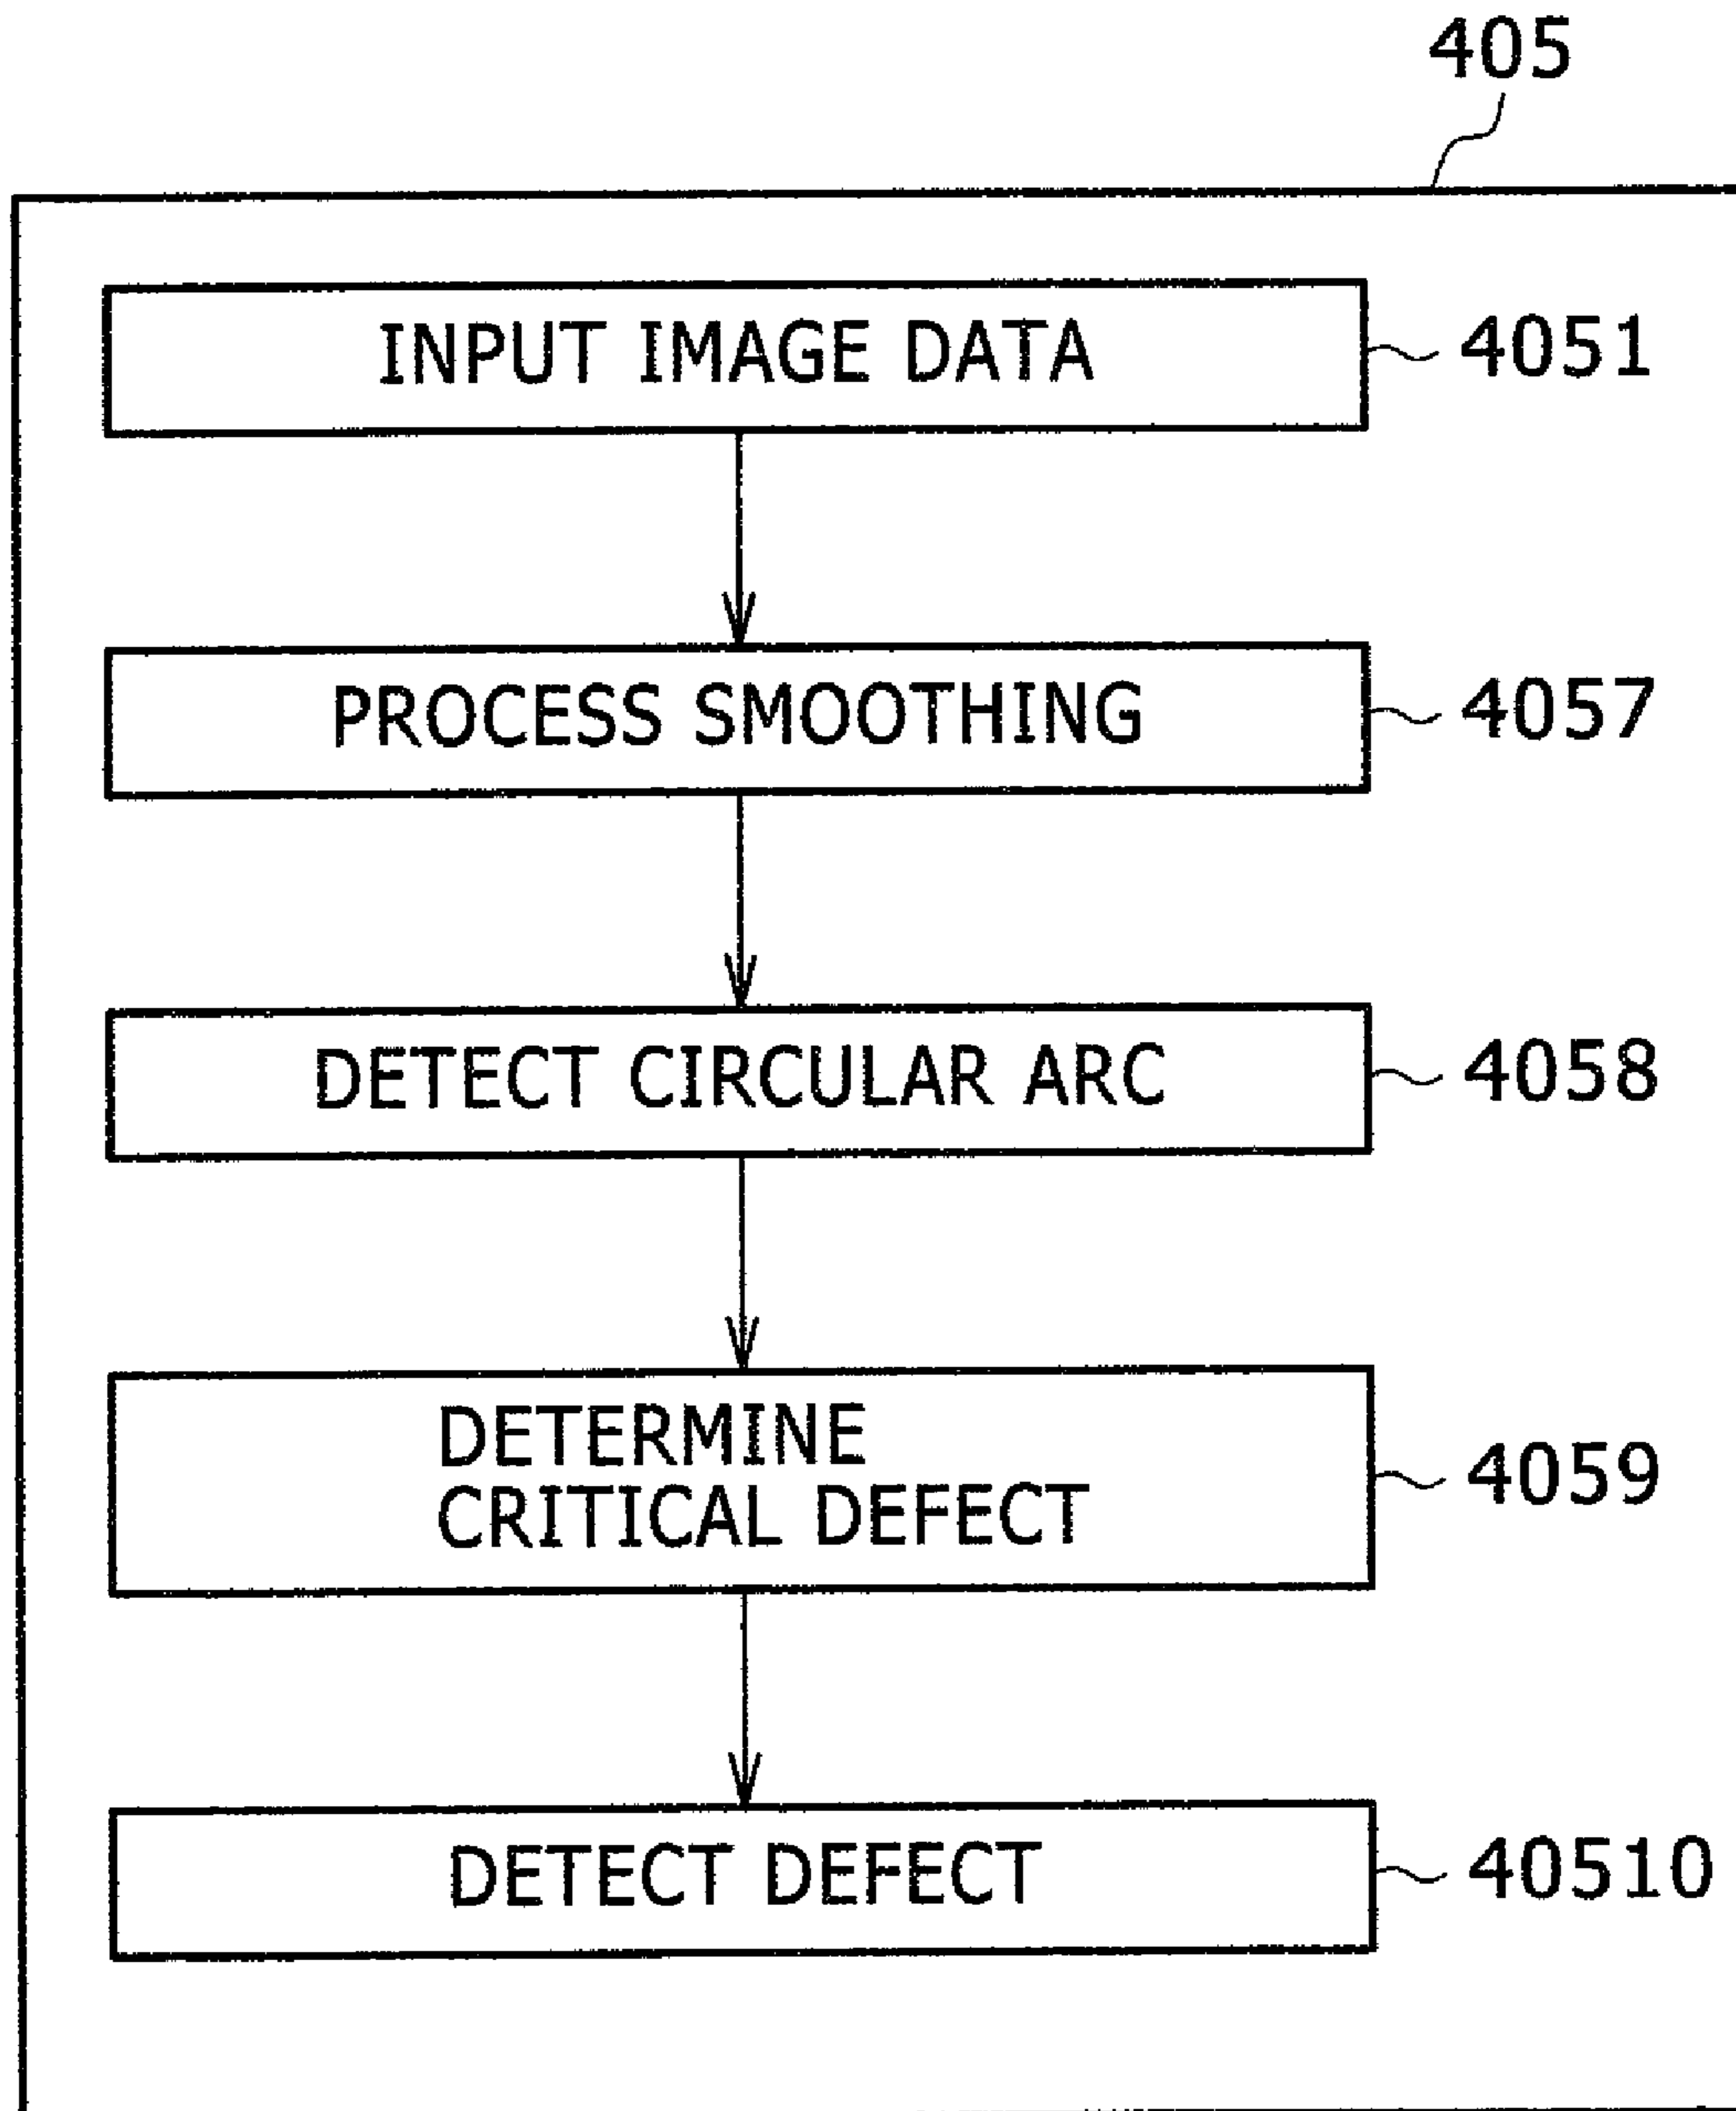 405
INPUT IMAGE DATA
4051
PROCESS SMOOTHING
4057
DETECT CIRCULAR ARC
4058
DETERMINE
CRITICAL DEFECT
4059
DETECT DEFECT
40510